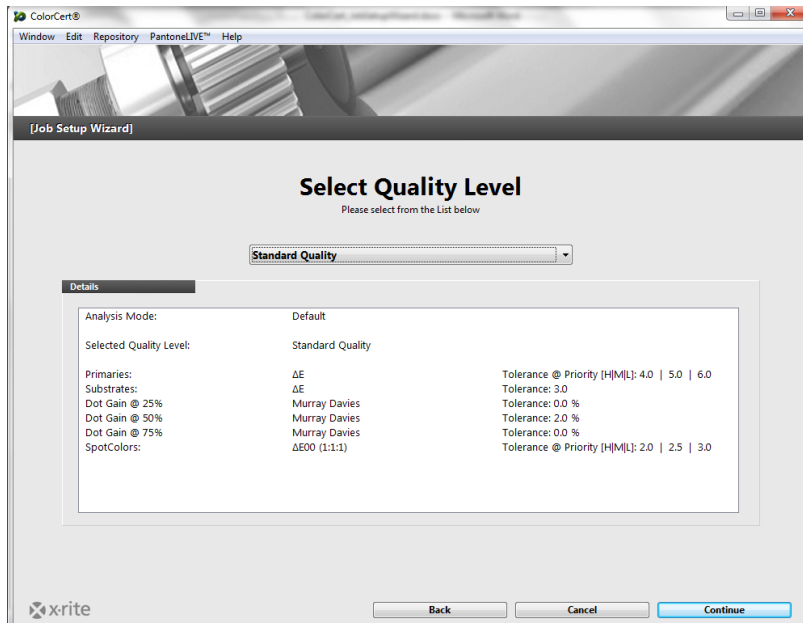 ColorCert®
Window Edit Repository PantoneLIVE™ Help
[Job Setup Wizard]
Select Quality Level
Please select from the List below
Standard Quality
Details
Analysis Mode: Default
Selected Quality Level: Standard Quality
Primaries: ΔE Tolerance @ Priority [H|M|L]: 4.0 | 5.0 | 6.0
Substrates: ΔE Tolerance: 3.0
Dot Gain @ 25% Murray Davies Tolerance: 0.0 %
Dot Gain @ 50% Murray Davies Tolerance: 2.0 %
Dot Gain @ 75% Murray Davies Tolerance: 0.0 %
SpotColors: ΔE00 (1:1:1) Tolerance @ Priority [H|M|L]: 2.0 | 2.5 | 3.0
x·rite Back Cancel Continue